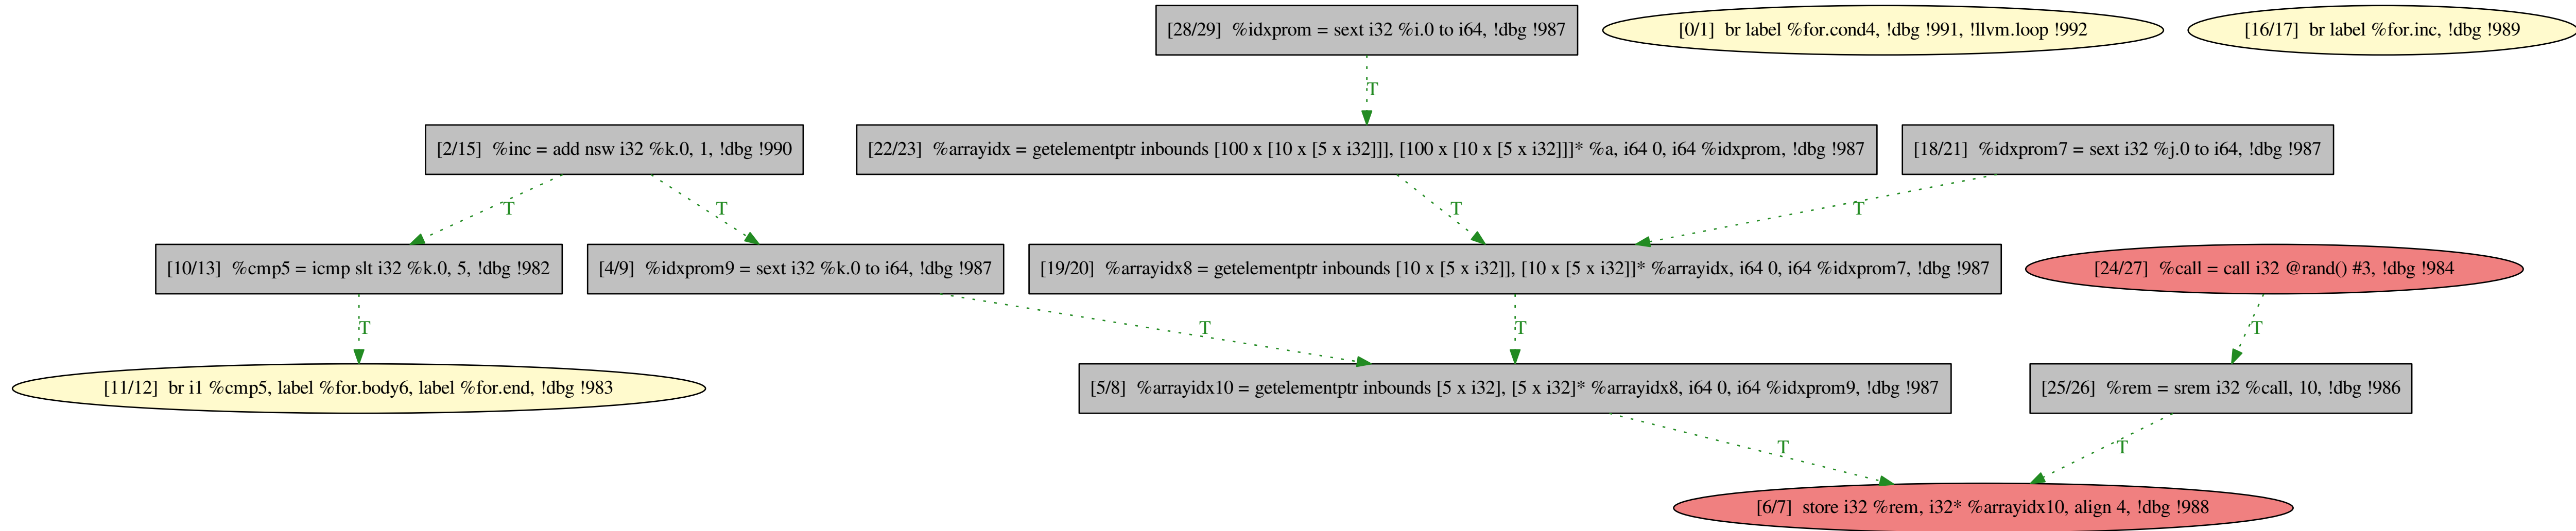 [28/29]  %idxprom = sext i32 %i.0 to i64, !dbg !987
[0/1]  br label %for.cond4, !dbg !991, !llvm.loop !992
[16/17]  br label %for.inc, !dbg !989
T
[2/15]  %inc = add nsw i32 %k.0, 1, !dbg !990
[22/23]  %arrayidx = getelementptr inbounds [100 x [10 x [5 x i32]]], [100 x [10 x [5 x i32]]]* %a, i64 0, i64 %idxprom, !dbg !987
[18/21]  %idxprom7 = sext i32 %j.0 to i64, !dbg !987
T
T
T
T
[10/13]  %cmp5 = icmp slt i32 %k.0, 5, !dbg !982
[4/9]  %idxprom9 = sext i32 %k.0 to i64, !dbg !987
[19/20]  %arrayidx8 = getelementptr inbounds [10 x [5 x i32]], [10 x [5 x i32]]* %arrayidx, i64 0, i64 %idxprom7, !dbg !987
[24/27]  %call = call i32 @rand() #3, !dbg !984
T
T
T
T
[11/12]  br i1 %cmp5, label %for.body6, label %for.end, !dbg !983
[5/8]  %arrayidx10 = getelementptr inbounds [5 x i32], [5 x i32]* %arrayidx8, i64 0, i64 %idxprom9, !dbg !987
[25/26]  %rem = srem i32 %call, 10, !dbg !986
T
T
[6/7]  store i32 %rem, i32* %arrayidx10, align 4, !dbg !988